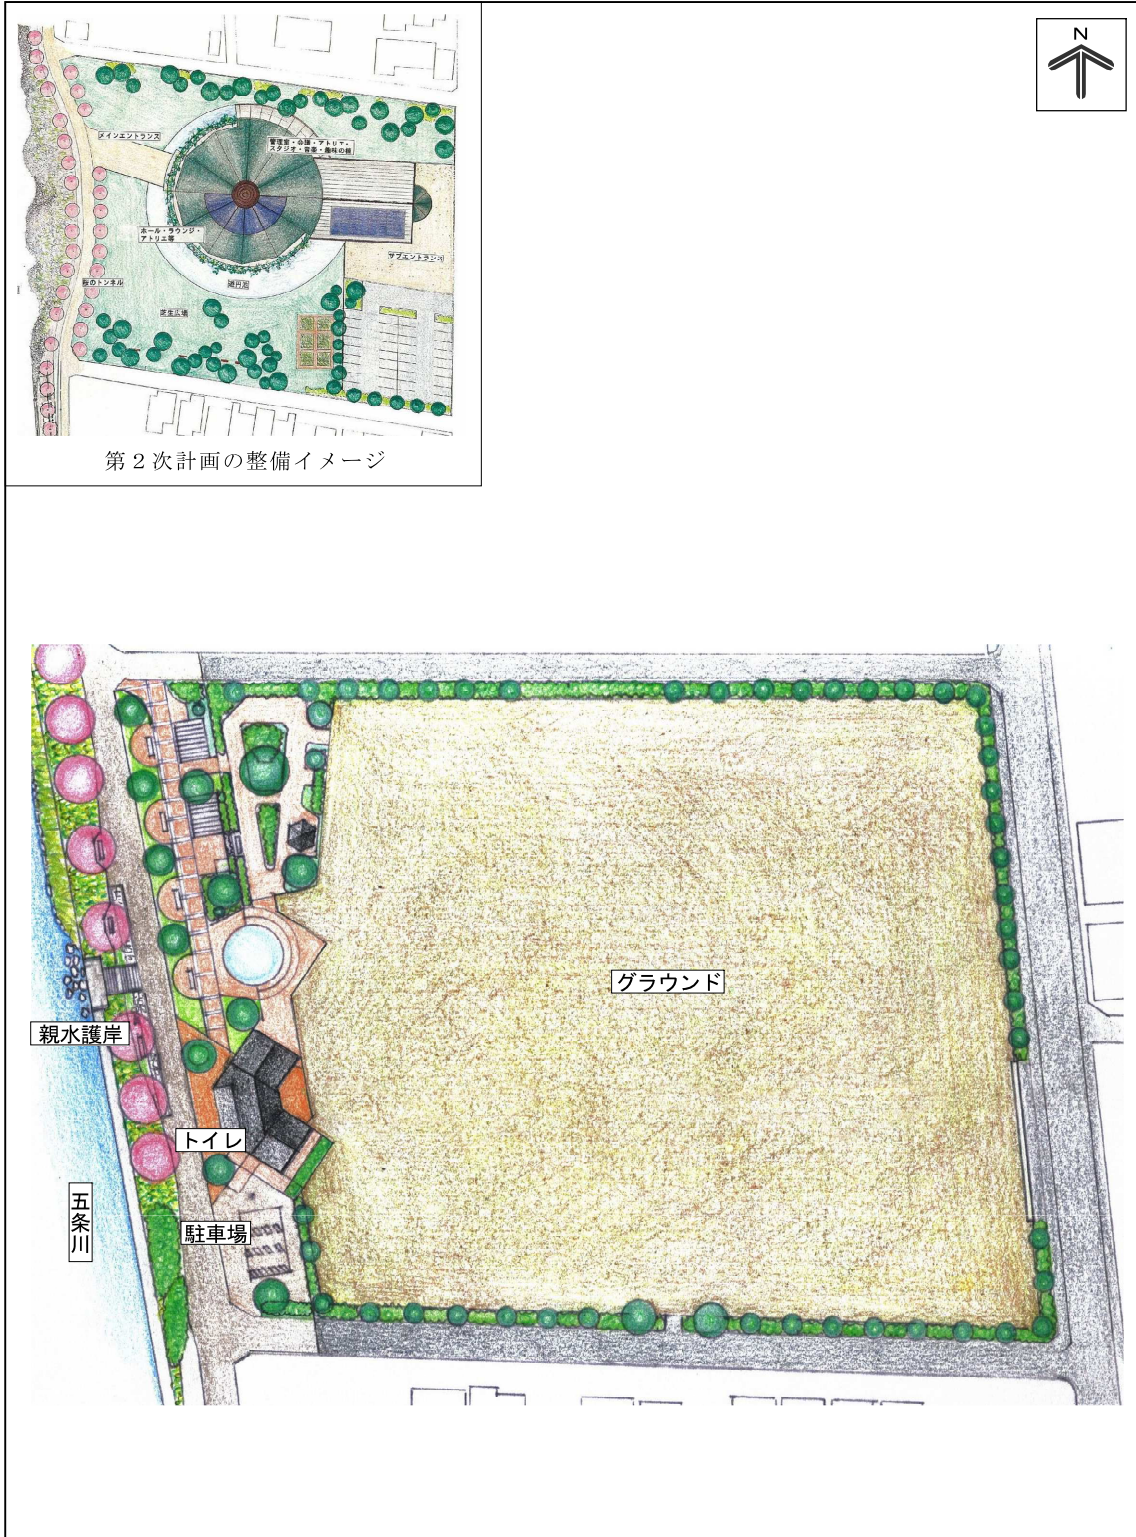 N
メインエントランス
管理室・会議・アトリエ・
スタジオ・音楽・趣味の棟
ホール・ラウンジ・
アトリエ等
サブエントランス
桜のトンネル
芝生広場
第２次計画の整備イメージ
グラウンド
親水護岸
トイレ
五条川
駐車場